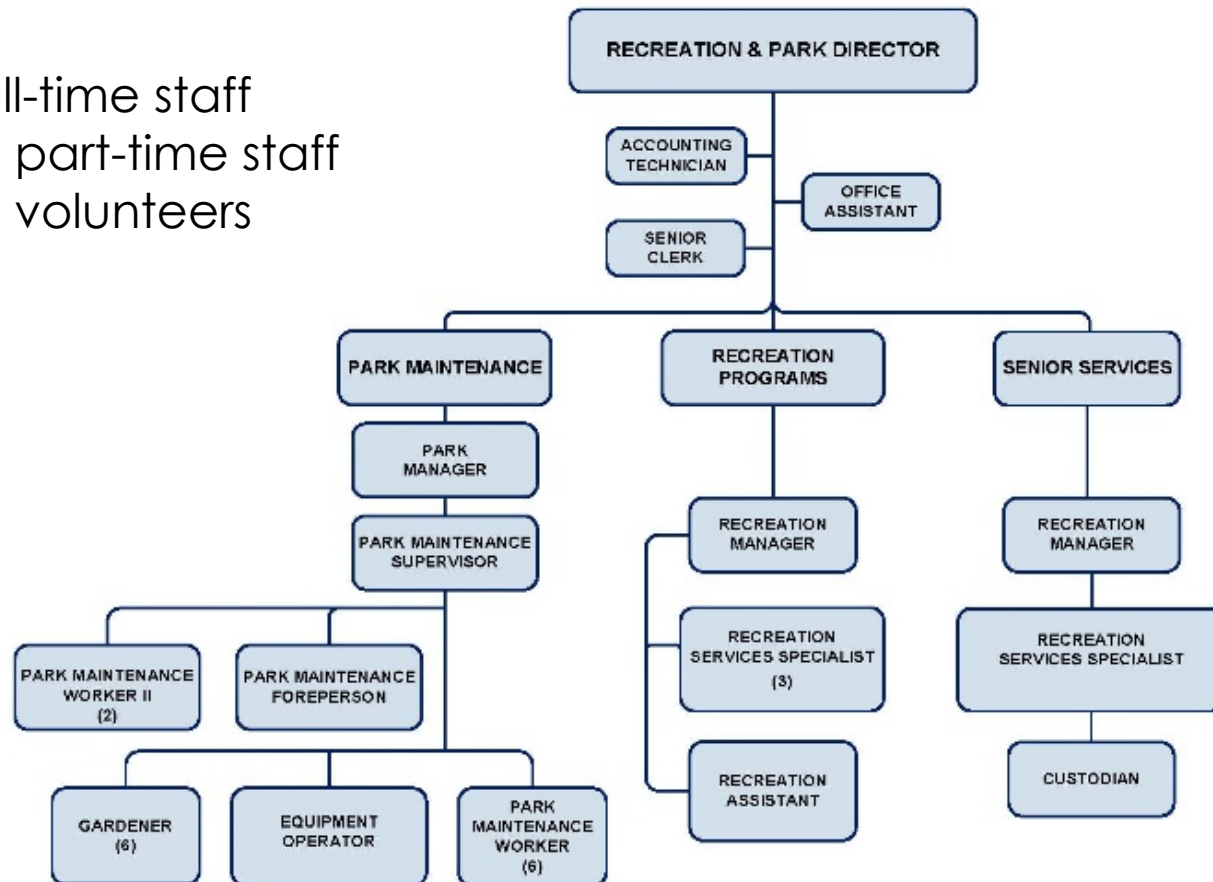 ll-time staff
part-time staff
volunteers
RECREATION & PARK DIRECTOR
ACCOUNTING
TECHNICIAN
OFFICE
ASSISTANT
SENIOR
CLERK
PARK MAINTENANCE
RECREATION
PROGRAMS
SENIOR SERVICES
PARK
MANAGER
PARK MAINTENANCE
SUPERVISOR
RECREATION
MANAGER
RECREATION
MANAGER
PARK MAINTENANCE
WORKER II
(2)
PARK MAINTENANCE
FOREPERSON
RECREATION
SERVICES SPECIALIST
(3)
RECREATION
SERVICES SPECIALIST
GARDENER
(6)
EQUIPMENT
OPERATOR
PARK
MAINTENANCE
WORKER
(6)
RECREATION
ASSISTANT
CUSTODIAN